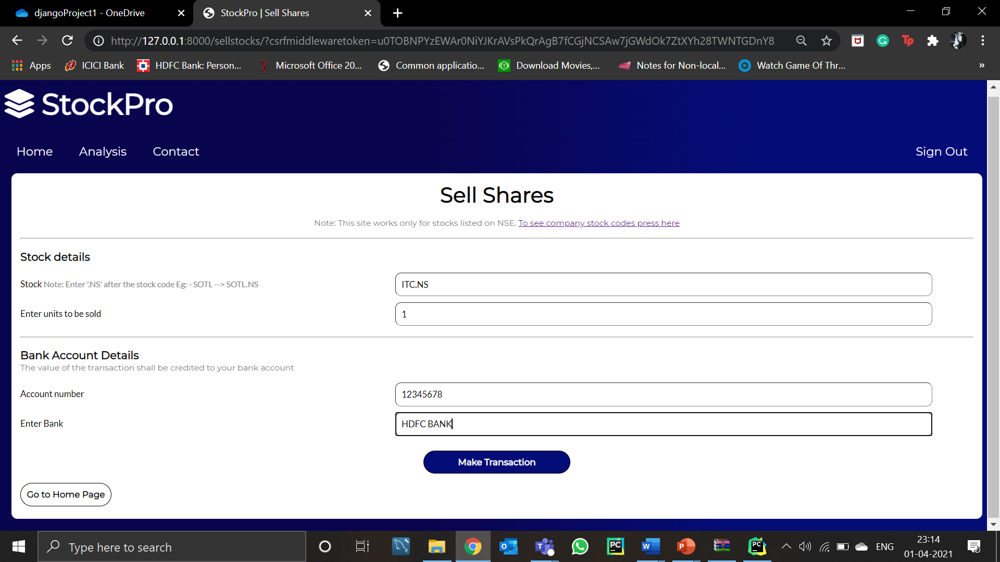 djangoProject1 - OneDrive
StockPro | Sell Shares
http://127.0.0.1:8000/sellstocks/?csrfmiddlewaretoken=u0TOBNPYzEWAr0NiYJKrAVsPkQrAgB7fCGjNCSAw7jGWdOk7ZtXYh28TWNTGDnY8
Apps ICICI Bank HDFC Bank: Person... Microsoft Office 20... Common applicatio... Download Movies,... Notes for Non-local... Watch Game Of Thr... »
StockPro
Home Analysis Contact Sign Out
Sell Shares
Note: This site works only for stocks listed on NSE. To see company stock codes press here
Stock details
Stock Note: Enter '.NS' after the stock code Eg: - SOTL --> SOTL.NS
ITC.NS
Enter units to be sold
1
Bank Account Details
The value of the transaction shall be credited to your bank account
Account number
12345678
Enter Bank
HDFC BANK
Make Transaction
Go to Home Page
Type here to search
ENG
23:14
01-04-2021